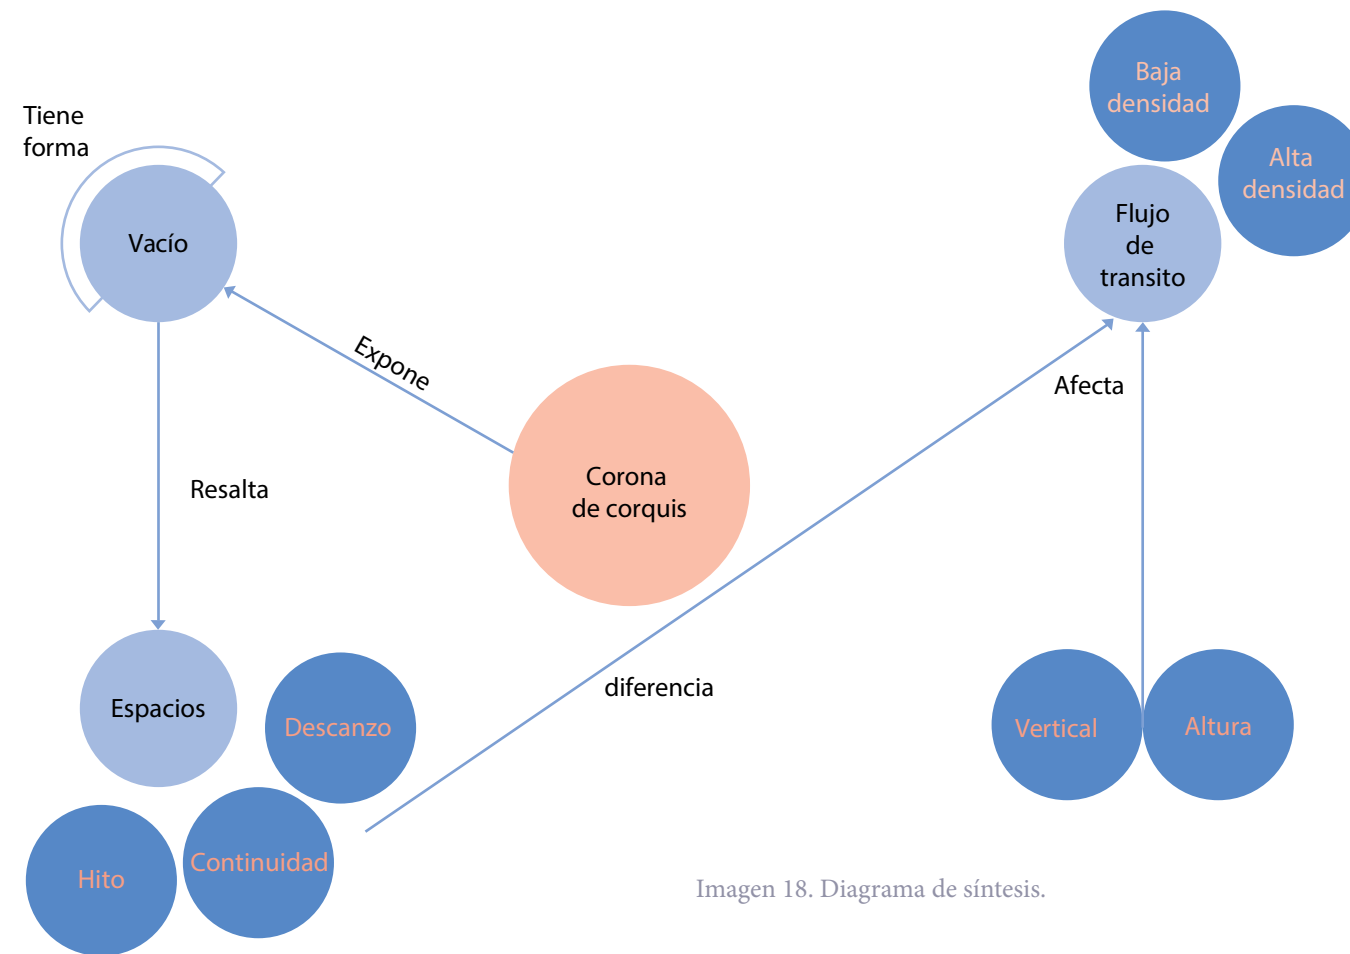 Baja
densidad
Tiene
forma
Alta
densidad
Vacío
Flujo
de
transito
Expone
Afecta
Corona
de corquis
Resalta
diferencia
Espacios
Descanzo
Vertical
Altura
Continuidad
Hito
Imagen 18. Diagrama de síntesis.